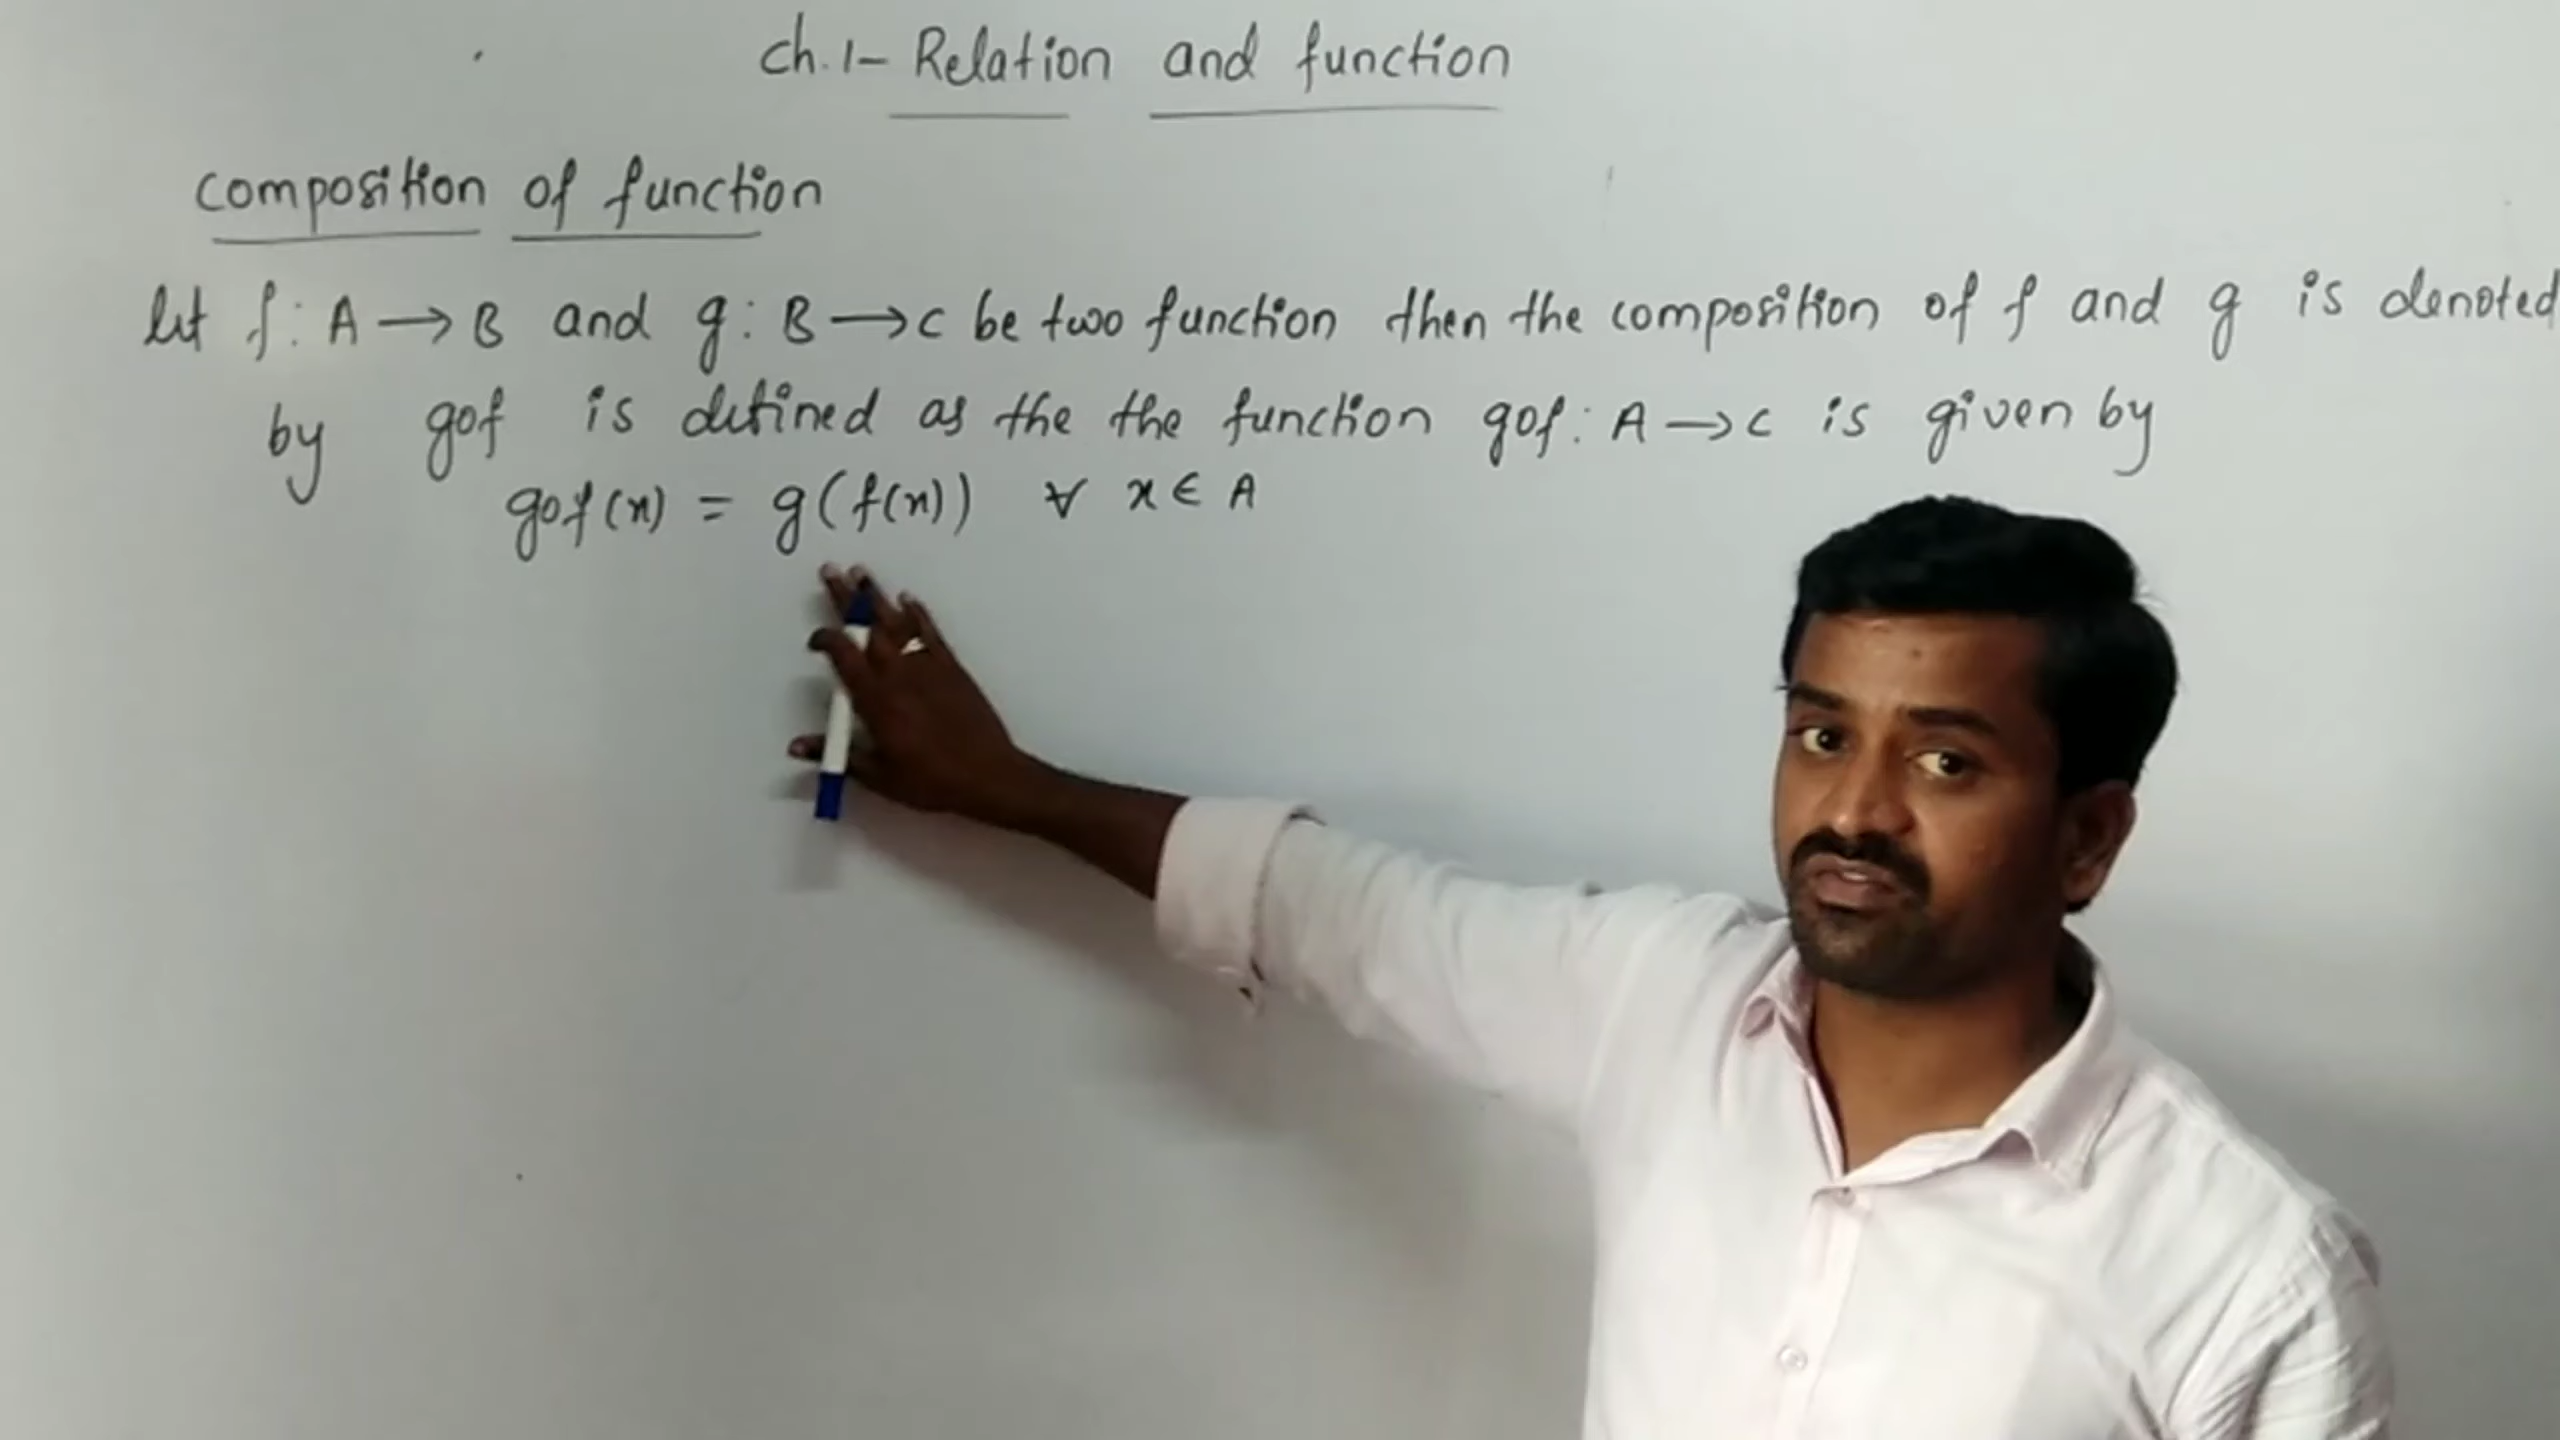 Ch.1- Relation and function
Composition of function
let f: A → B and g: B → C be two function then the composition of f and g is denoted
by gof is defined as the the function gof: A → C is given by
gof(x) = g(f(x)) ∀ x ∈ A